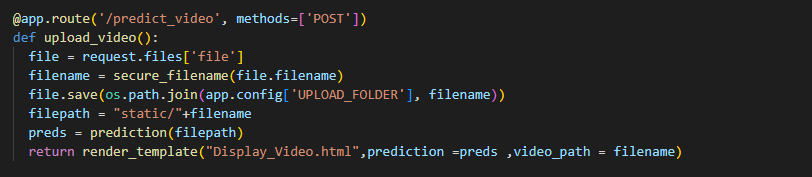 @app.route('/predict_video', methods=['POST'])
def upload_video():
  file = request.files['file']
  filename = secure_filename(file.filename)
  file.save(os.path.join(app.config['UPLOAD_FOLDER'], filename))
  filepath = "static/"+filename
  preds = prediction(filepath)
  return render_template("Display_Video.html",prediction =preds ,video_path = filename)